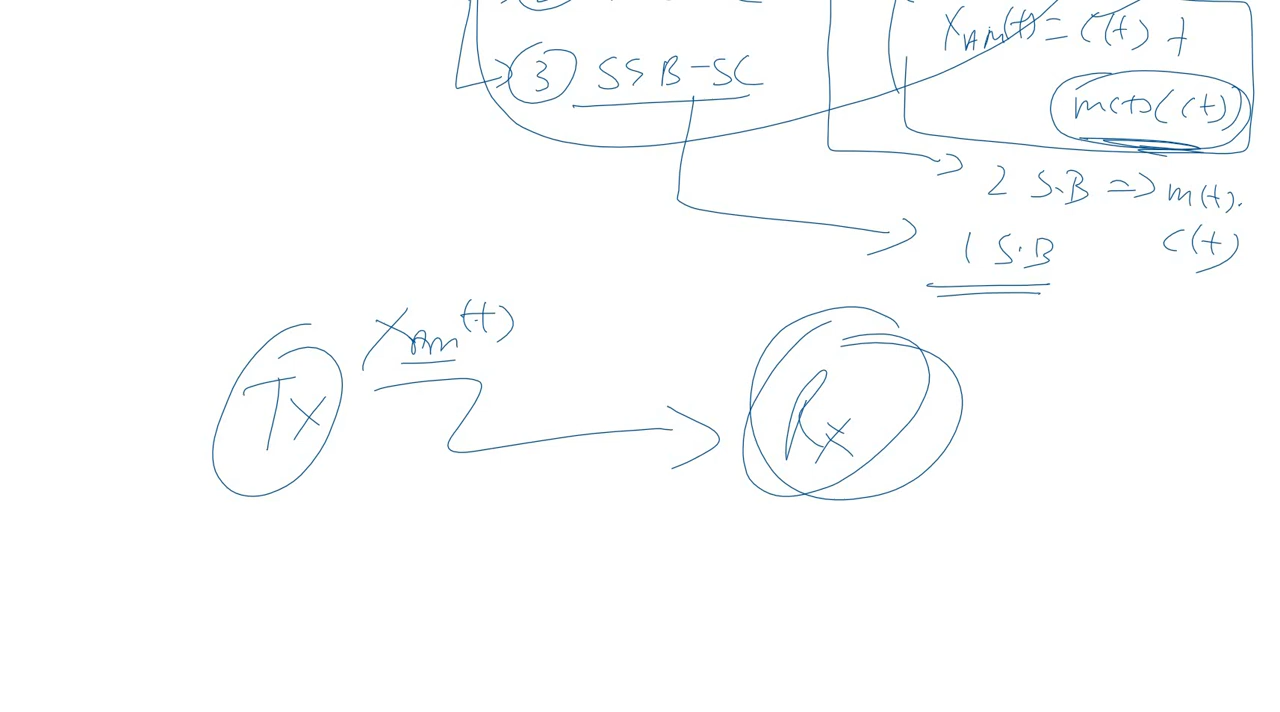 X_AM(t) = c(t) +
③ SSB-SC
m(t) c(t)
2 S.B => m(t).
c(t)
1 S.B
X_AM(t)
Tx
Rx